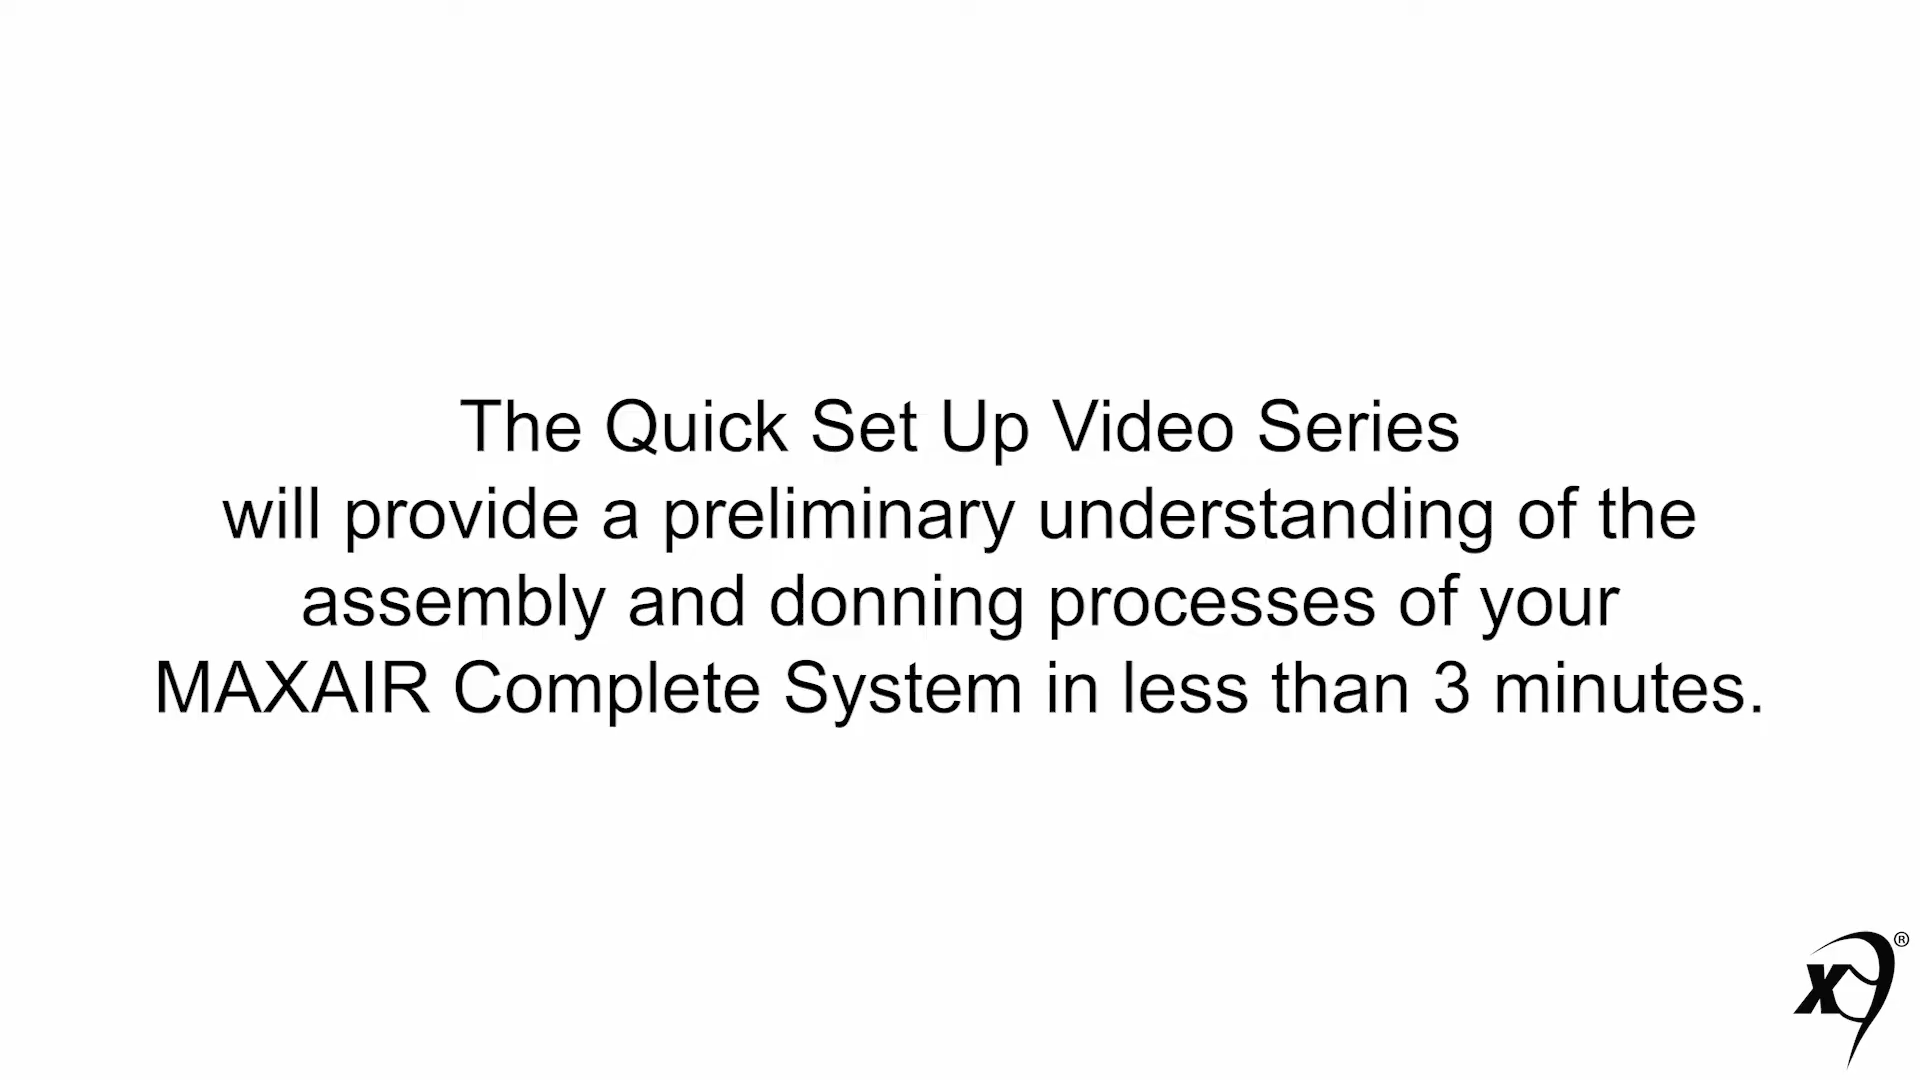 The Quick Set Up Video Series
will provide a preliminary understanding of the
assembly and donning processes of your
MAXAIR Complete System in less than 3 minutes.
x®